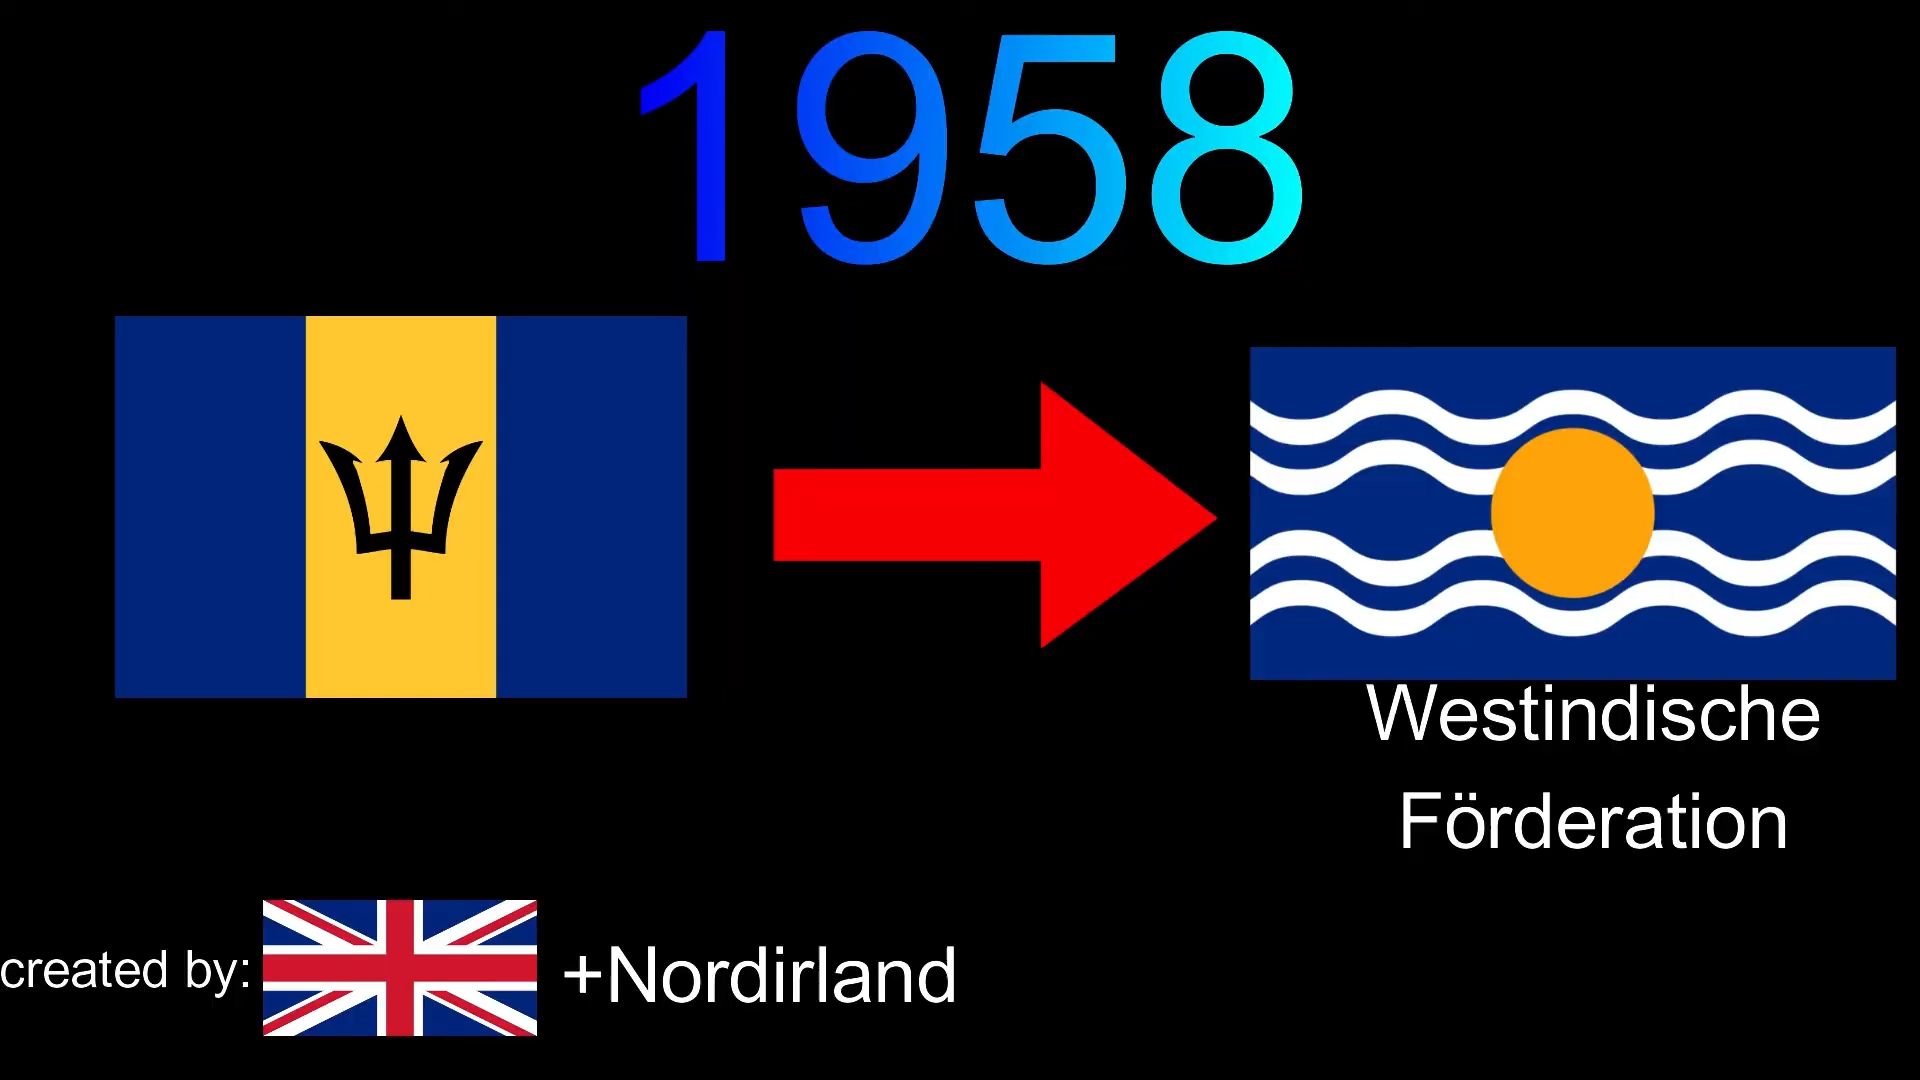 1958
Westindische
Förderation
created by:
+Nordirland